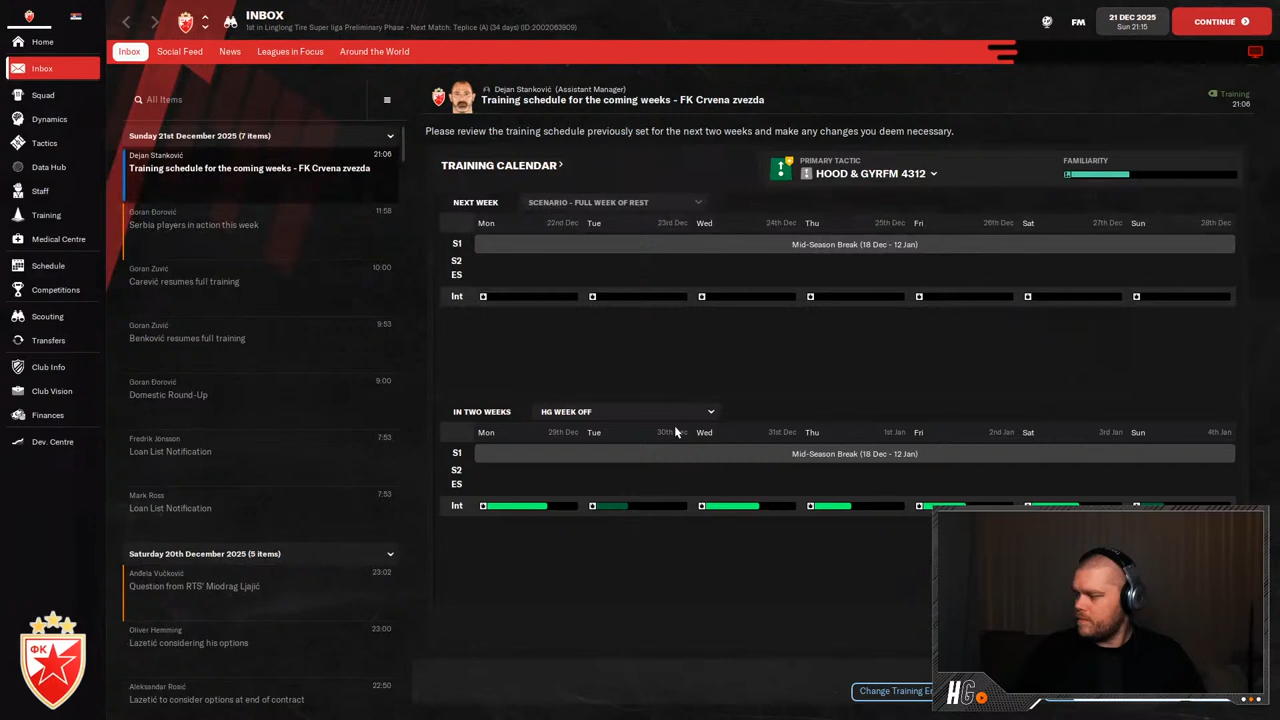 INBOX
1st in Linglong Tire Super liga Preliminary Phase - Next Match: Teplice (A) (34 days) (ID:2002063909)
FM
21 DEC 2025
Sun 21:15
CONTINUE
Home
Inbox
Squad
Dynamics
Tactics
Data Hub
Staff
Training
Medical Centre
Schedule
Competitions
Scouting
Transfers
Club Info
Club Vision
Finances
Dev. Centre
ФК
Inbox Social Feed News Leagues in Focus Around the World
All Items
Sunday 21st December 2025 (7 items)
Dejan Stanković 21:06
Training schedule for the coming weeks - FK Crvena zvezda
Goran Đorović 11:58
Serbia players in action this week
Goran Zuvić 10:00
Carević resumes full training
Goran Zuvić 9:53
Benković resumes full training
Goran Đorović 9:00
Domestic Round-Up
Fredrik Jönsson 7:53
Loan List Notification
Mark Ross 7:53
Loan List Notification
Saturday 20th December 2025 (5 items)
Anđela Vučković 23:02
Question from RTS' Miodrag Ljajić
Oliver Hemming 23:00
Lazetić considering his options
Aleksandar Rosić 22:50
Lazetić to consider options at end of contract
Dejan Stanković (Assistant Manager)
Training schedule for the coming weeks - FK Crvena zvezda
Training
21:06
Please review the training schedule previously set for the next two weeks and make any changes you deem necessary.
TRAINING CALENDAR
PRIMARY TACTIC
HOOD & GYRFM 4312
FAMILIARITY
NEXT WEEK SCENARIO - FULL WEEK OF REST
Mon 22nd Dec Tue 23rd Dec Wed 24th Dec Thu 25th Dec Fri 26th Dec Sat 27th Dec Sun 28th Dec
S1 Mid-Season Break (18 Dec - 12 Jan)
S2
ES
Int
IN TWO WEEKS HG WEEK OFF
Mon 29th Dec Tue 30th Wed 31st Dec Thu 1st Jan Fri 2nd Jan Sat 3rd Jan Sun 4th Jan
S1 Mid-Season Break (18 Dec - 12 Jan)
S2
ES
Int
Change Training
HG